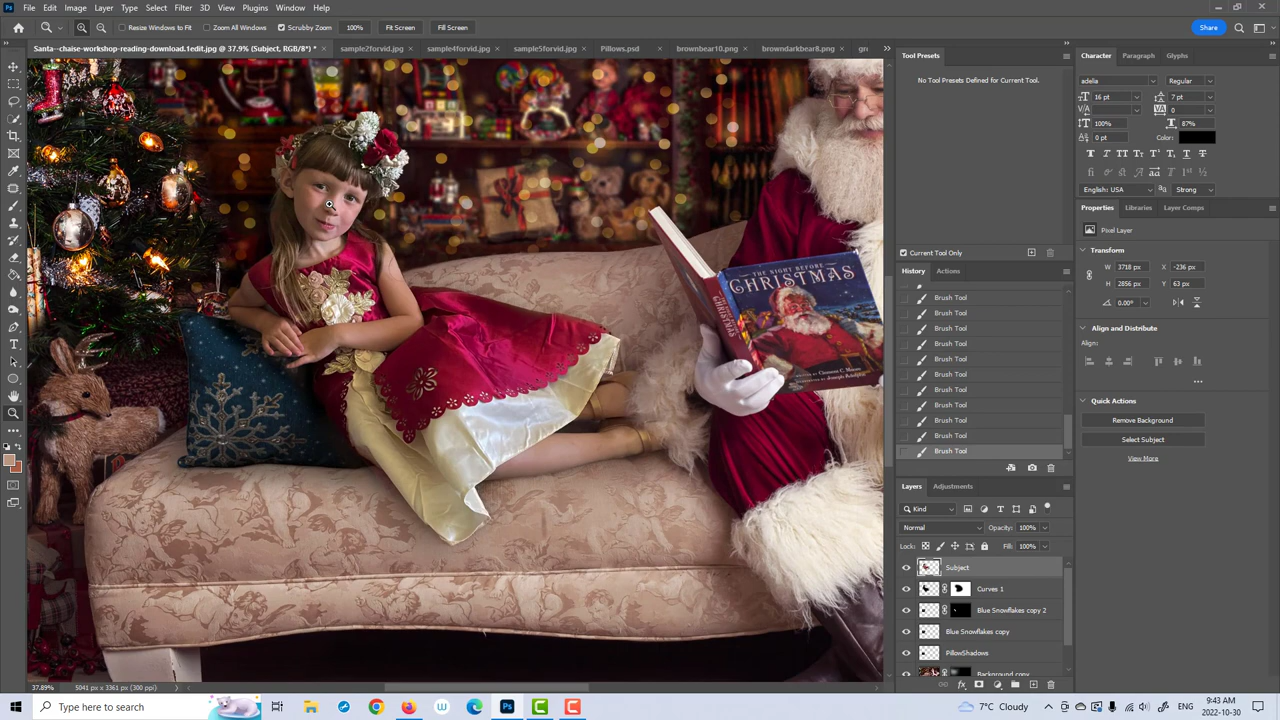 File Edit Image Layer Type Select Filter 3D View Plugins Window Help
Resize Windows to Fit Zoom All Windows Scrubby Zoom 100% Fit Screen Fill Screen Share
Santa--chaise-workshop-reading-download.1edit.jpg @ 37.9% (Subject, RGB/8*) * sample2forvid.jpg sample4forvid.jpg sample5forvid.jpg Pillows.psd brownbear10.png browndarkbear8.png
Tool Presets
No Tool Presets Defined for Current Tool.
Current Tool Only
History Actions
Brush Tool
Brush Tool
Brush Tool
Brush Tool
Brush Tool
Brush Tool
Brush Tool
Brush Tool
Brush Tool
Brush Tool
Brush Tool
Layers Adjustments
Kind
Normal Opacity: 100%
Lock: Fill: 100%
Subject
Curves 1
Blue Snowflakes copy 2
Blue Snowflakes copy
PillowShadows
Background copy
Character Paragraph Glyphs
adelia Regular
16 pt 7 pt
0
100% 87%
0 pt Color:
English: USA Strong
Properties Libraries Layer Comps
Pixel Layer
Transform
W 3718 px X -236 px
H 2856 px Y 63 px
0.00°
Align and Distribute
Align:
Quick Actions
Remove Background
Select Subject
View More
THE NIGHT BEFORE
CHRISTMAS
CHRISTMAS
37.89% 5041 px x 3361 px (300 ppi)
Type here to search
7°C Cloudy ENG 9:43 AM
2022-10-30